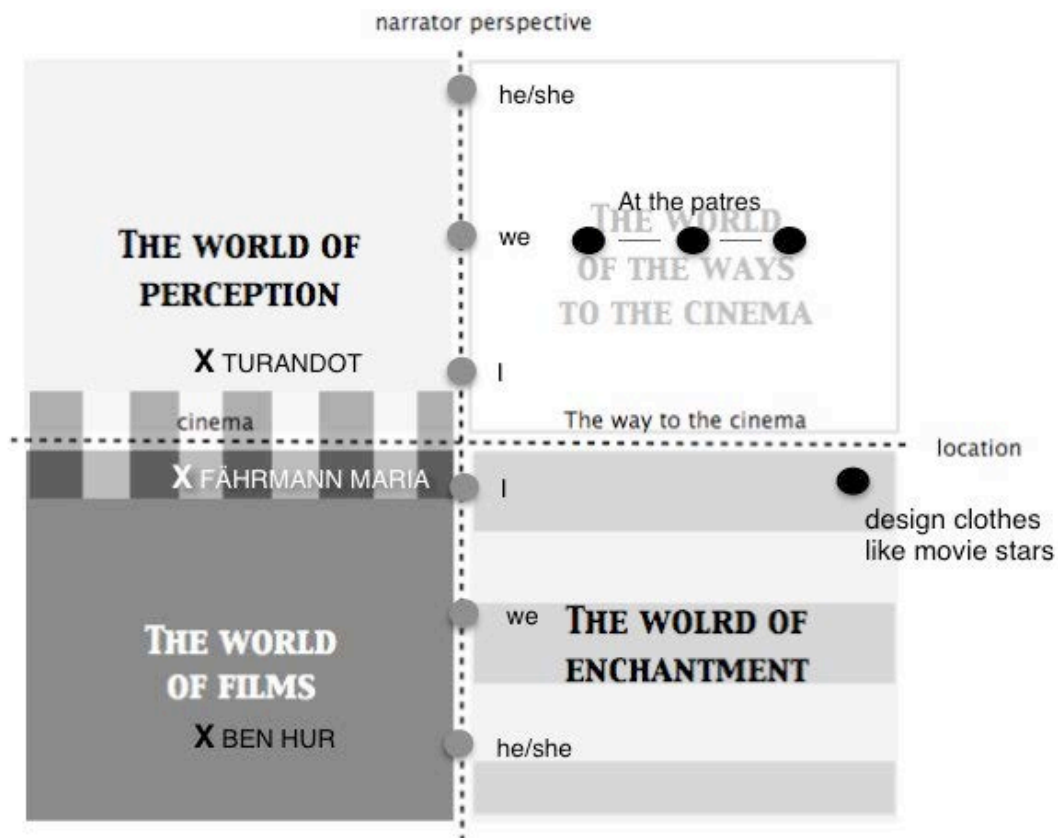 narrator perspective
he/she
At the patres
THE WORLD
OF THE WAYS
TO THE CINEMA
we
THE WORLD OF
PERCEPTION
X TURANDOT
I
cinema
The way to the cinema
location
X FÄHRMANN MARIA
I
design clothes
like movie stars
we
THE WOLRD OF
ENCHANTMENT
THE WORLD
OF FILMS
X BEN HUR
he/she